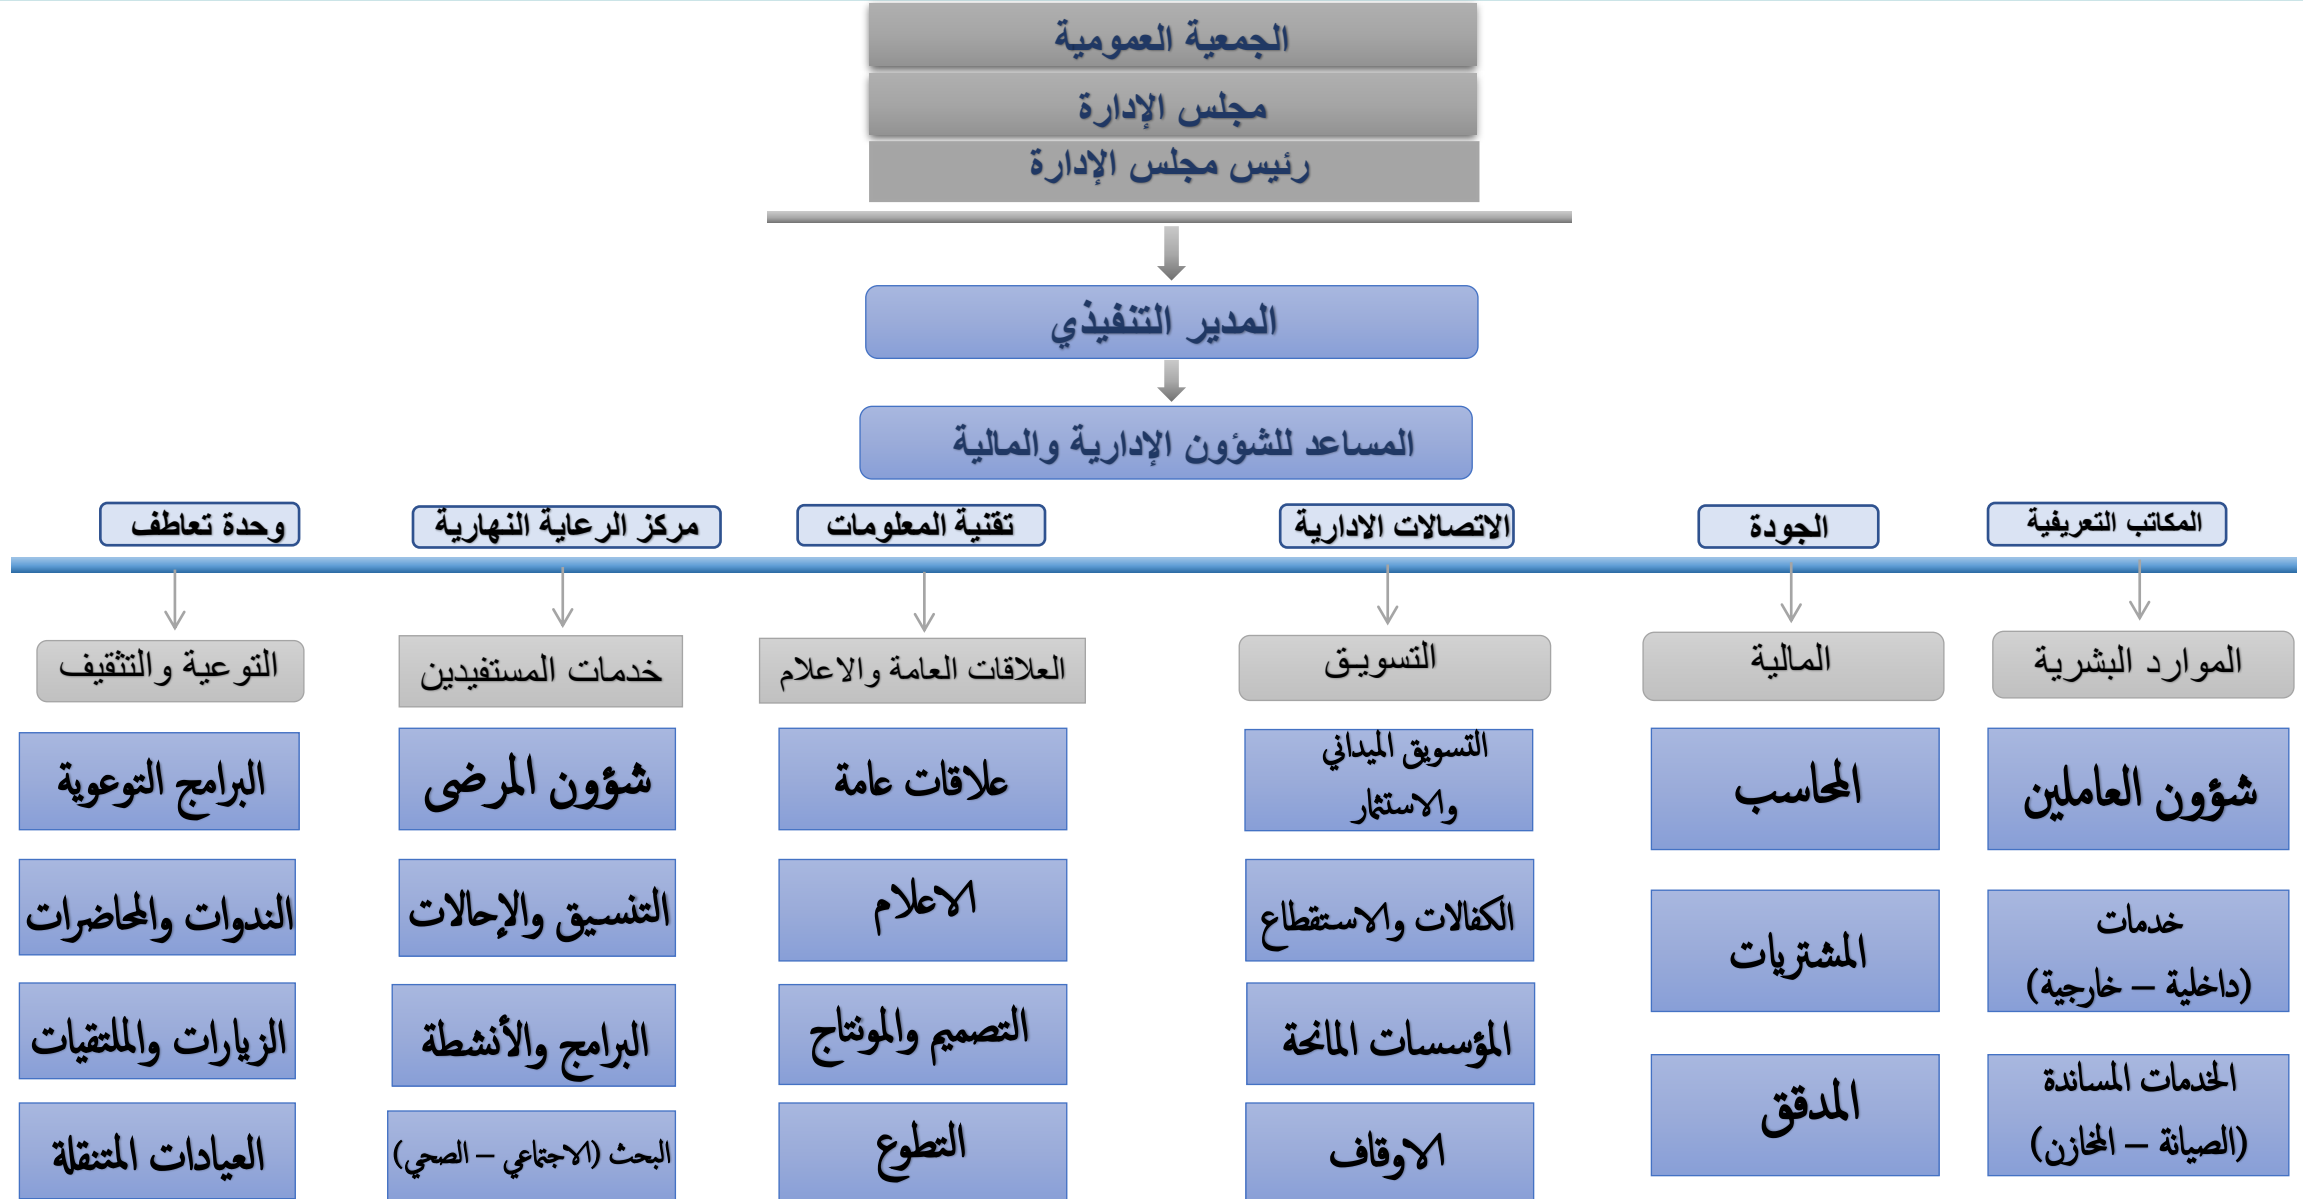 الجمعية العمومية
مجلس الإدارة
رئيس مجلس الإدارة
المدير التنفيذي
المساعد للشؤون الإدارية والمالية
المكاتب التعريفية
الجودة
الاتصالات الادارية
تقنية المعلومات
مركز الرعاية النهارية
وحدة تعاطف
الموارد البشرية
شؤون العاملين
خدمات
(داخلية – خارجية)
الخدمات المساندة
(الصيانة – المخازن)
المالية
المحاسب
المشتريات
المدقق
التسويـق
التسويق الميداني
والاستثمار
الكفالات والاستقطاع
المؤسسات المانحة
الاوقاف
العلاقات العامة والاعلام
علاقات عامة
الاعلام
التصميم والمونتاج
التطوع
خدمات المستفيدين
شؤون المرضى
التنسيق والإحالات
البرامج والأنشطة
البحث (الاجتماعي – الصحي)
التوعية والتثقيف
البرامج التوعوية
الندوات والمحاضرات
الزيارات والملتقيات
العيادات المتنقلة